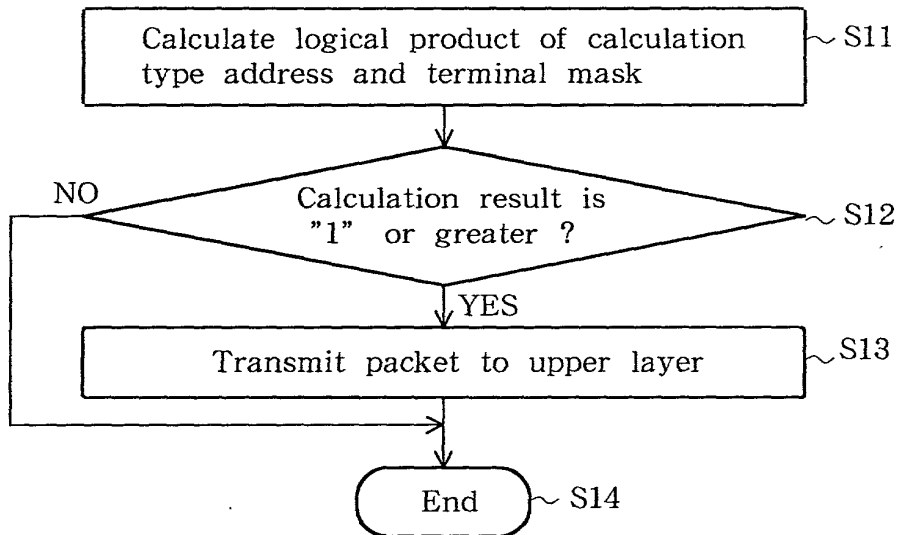 Calculate logical product of calculation
type address and terminal mask
S11
NO
Calculation result is
"1" or greater ?
S12
YES
Transmit packet to upper layer
S13
End
S14